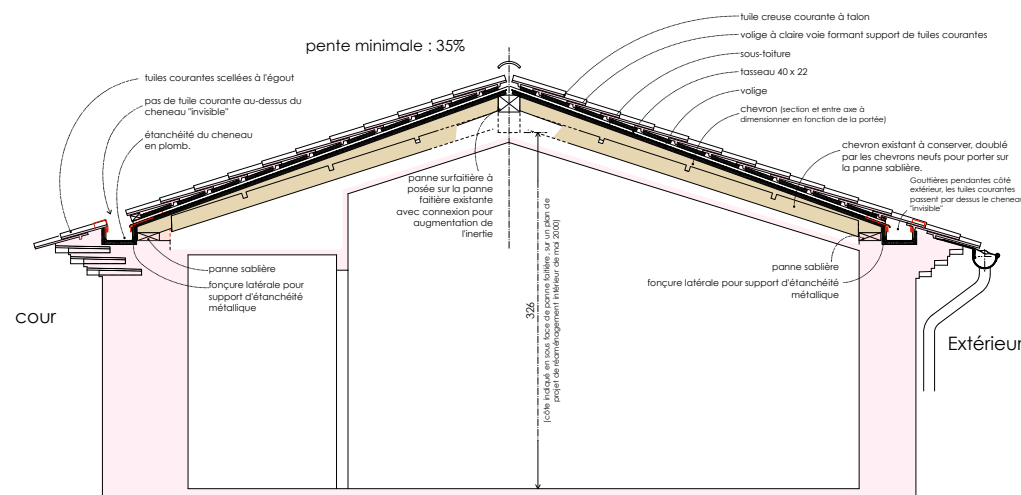 pente minimale : 35%
tuiles courantes scellées à l'égout
pas de tuile courante au-dessus du
cheneau "invisible"
étanchéité du cheneau
en plomb.
tuile creuse courante à talon
volige à claire voie formant support de tuiles courantes
sous-toiture
tasseau 40 x 22
volige
chevron (section et entre axe à
dimensionner en fonction de la portée)
chevron existant à conserver, doublé
par les chevrons neufs pour porter sur
la panne sablière.
Gouttières pendantes côté
extérieur, les tuiles courantes
passent par dessus le cheneau
"invisible"
panne surfaitière à
posée sur la panne
faitière existante
avec connexion pour
augmentation de
l'inertie
panne sablière
fonçure latérale pour
support d'étanchéité
métallique
panne sablière
fonçure latérale pour support d'étanchéité
métallique
cour
Extérieur
326
(côte indiqué en sous face de panne faitière, sur un plan de
projet de réaménagement intérieur de mai 2000)